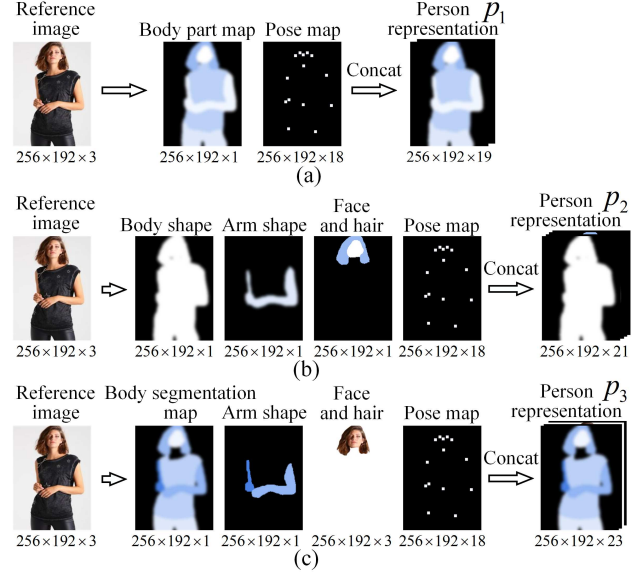 Reference
image
Body part map
Pose map
Concat
Person p1
representation
256×192×3
256×192×1
256×192×18
256×192×19
(a)
Reference
image
Body shape
Arm shape
Face
and hair
Pose map
Concat
Person p2
representation
256×192×3
256×192×1
256×192×1
256×192×1
256×192×18
256×192×21
(b)
Reference
image
Body segmentation
map
Arm shape
Face
and hair
Pose map
Concat
Person p3
representation
256×192×3
256×192×1
256×192×1
256×192×3
256×192×18
256×192×23
(c)